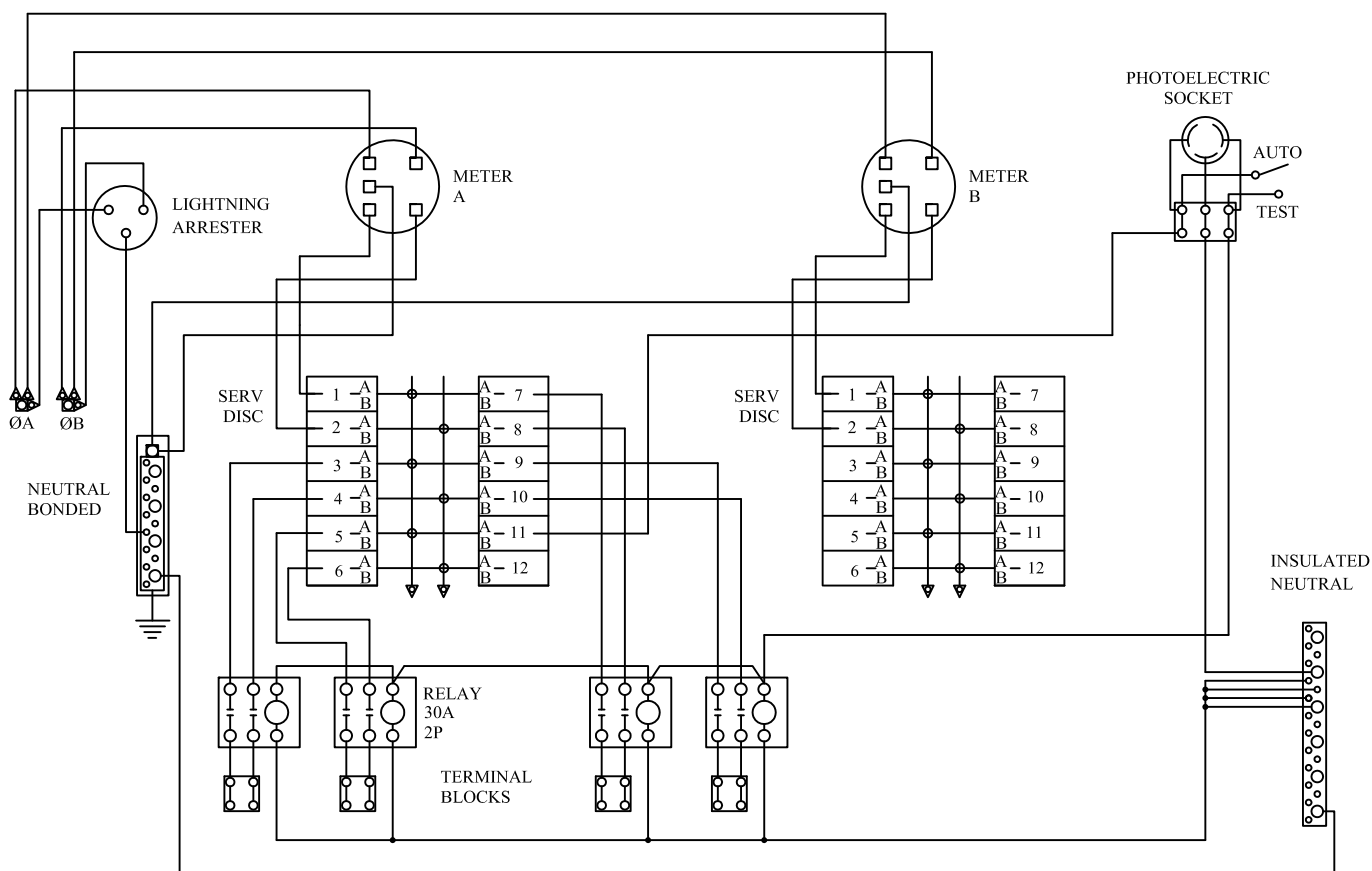 PHOTOELECTRIC
SOCKET
AUTO
TEST
METER
A
METER
B
LIGHTNING
ARRESTER
ØA ØB
SERV
DISC
1 A B
2 A B
3 A B
4 A B
5 A B
6 A B
A B 7
A B 8
A B 9
A B 10
A B 11
A B 12
SERV
DISC
1 A B
2 A B
3 A B
4 A B
5 A B
6 A B
A B 7
A B 8
A B 9
A B 10
A B 11
A B 12
NEUTRAL
BONDED
INSULATED
NEUTRAL
RELAY
30A
2P
TERMINAL
BLOCKS